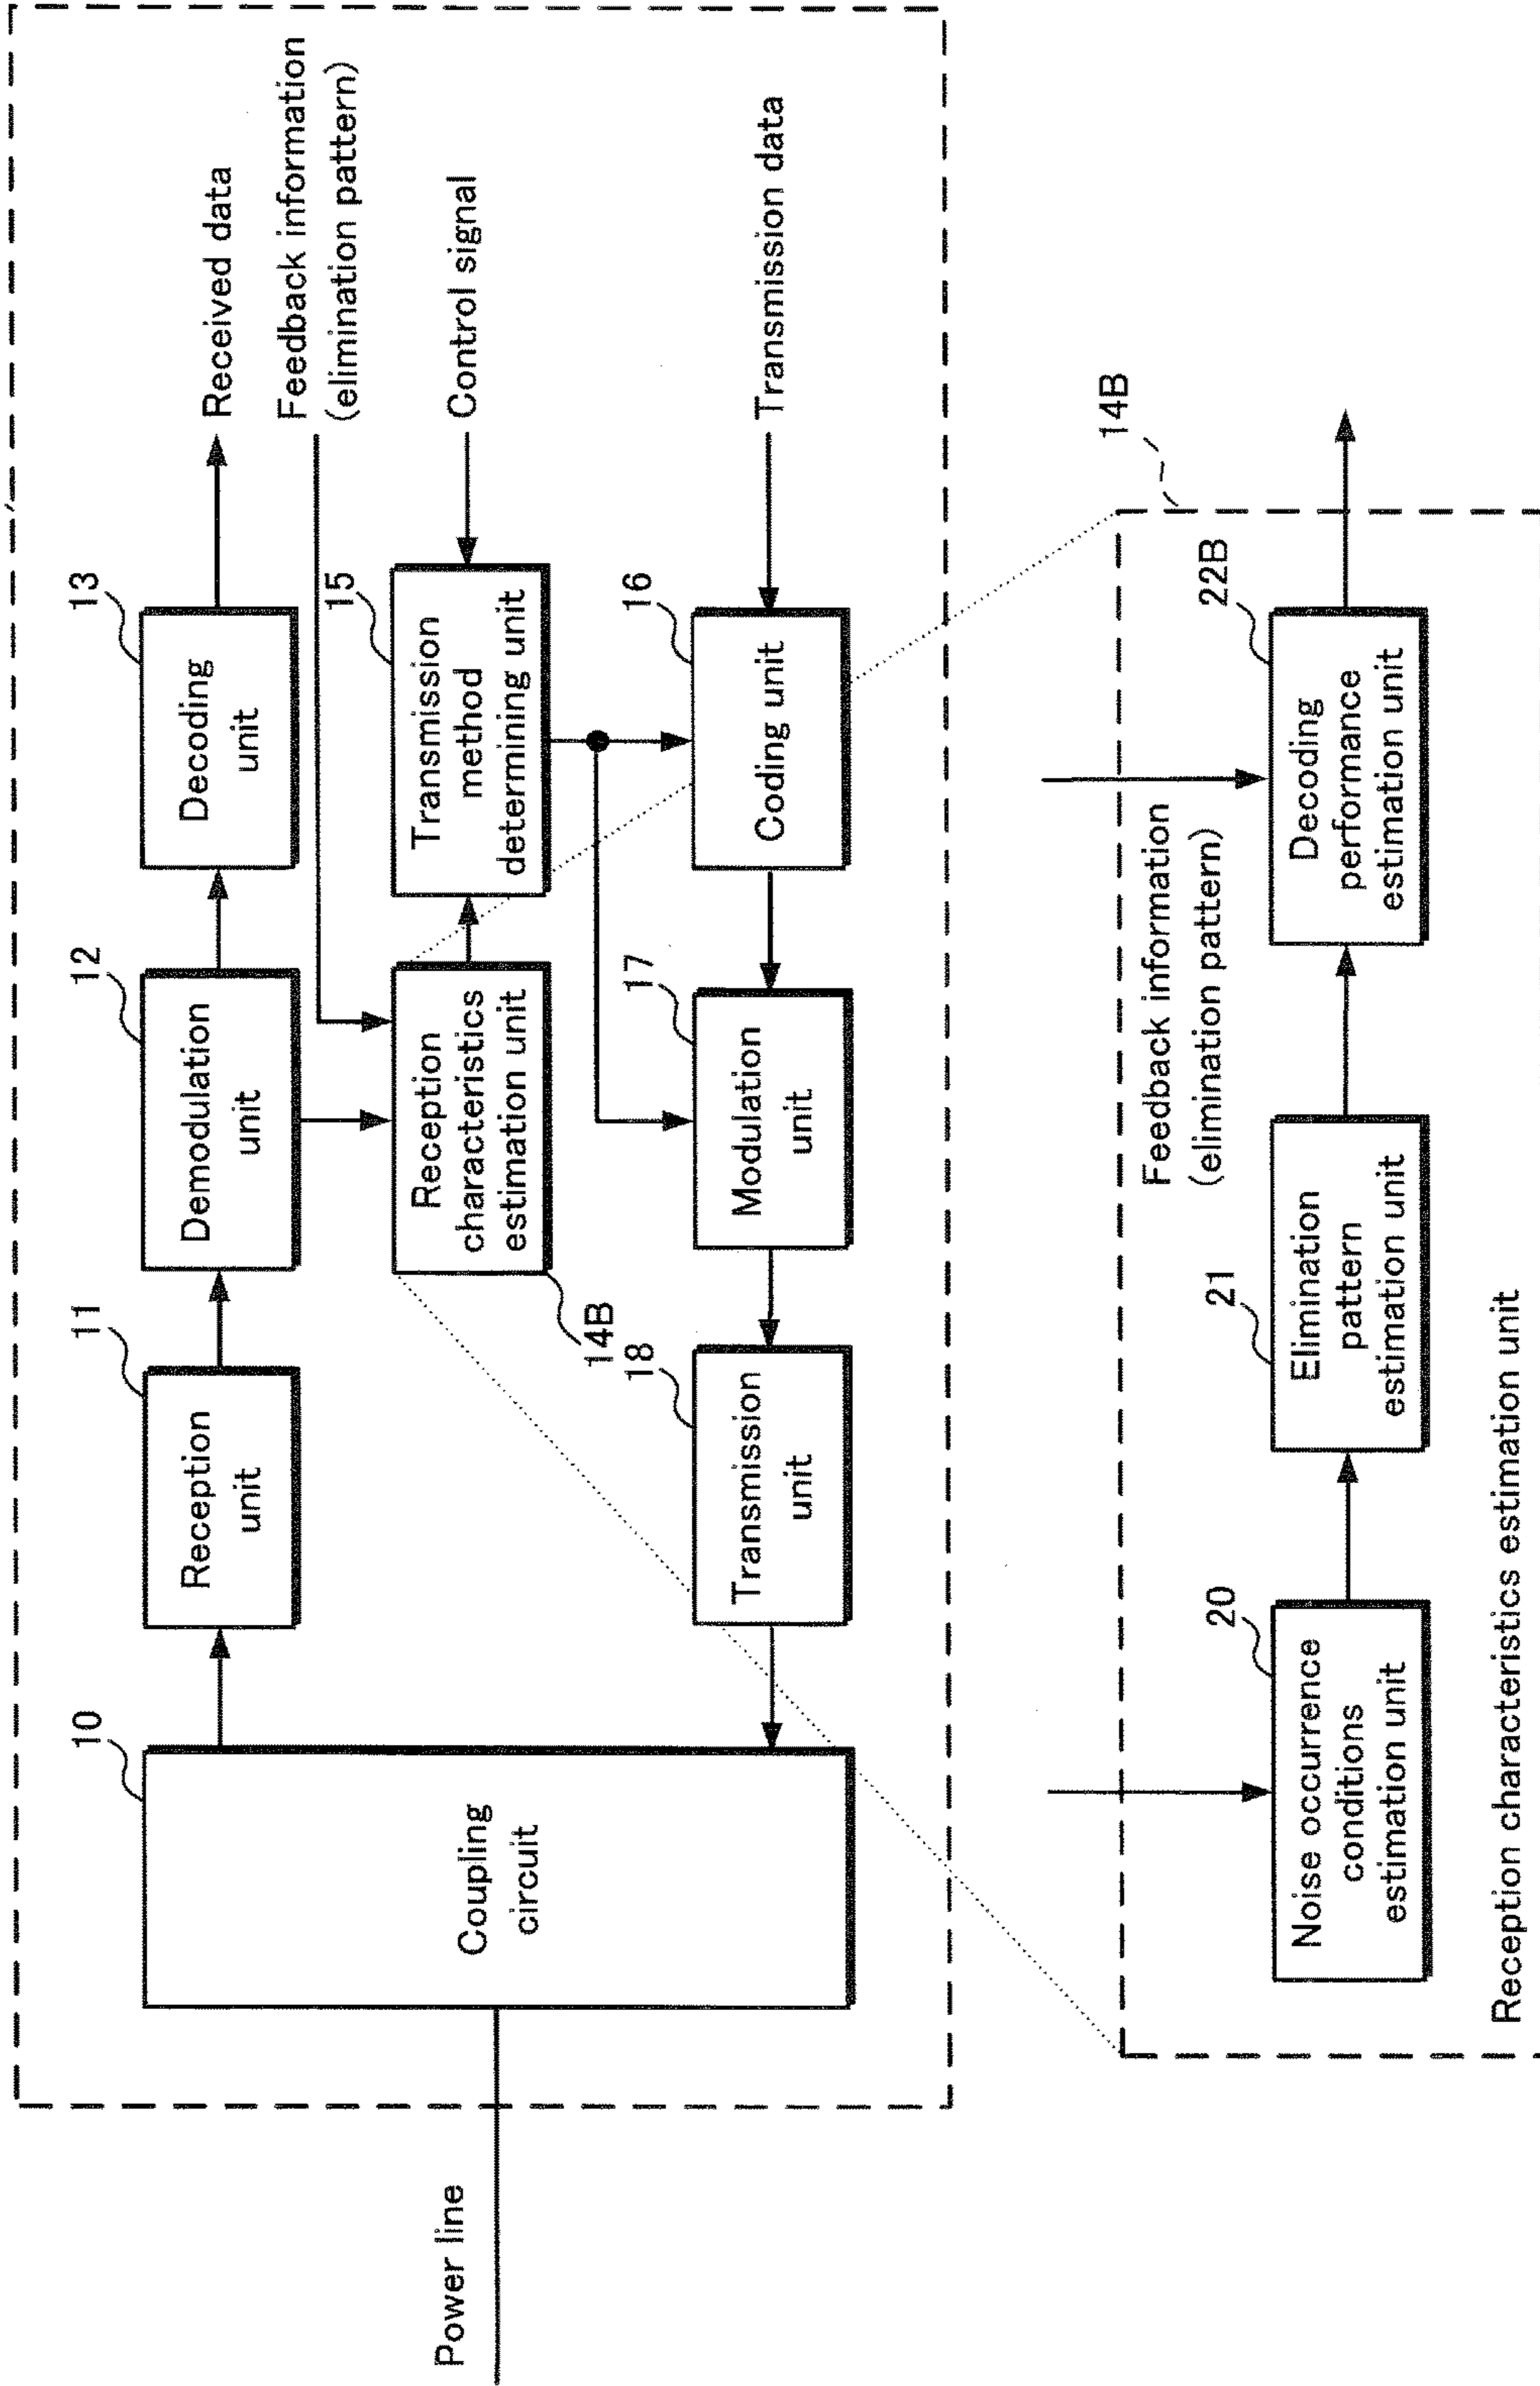 Power line
10
Coupling
circuit
11
Reception
unit
12
Demodulation
unit
13
Decoding
unit
Received data
Feedback information
(elimination pattern)
14B
Reception
characteristics
estimation unit
15
Transmission
method
determining unit
Control signal
18
Transmission
unit
17
Modulation
unit
16
Coding unit
Transmission data
14B
20
Noise occurrence
conditions
estimation unit
21
Elimination
pattern
estimation unit
Feedback information
(elimination pattern)
22B
Decoding
performance
estimation unit
Reception characteristics estimation unit